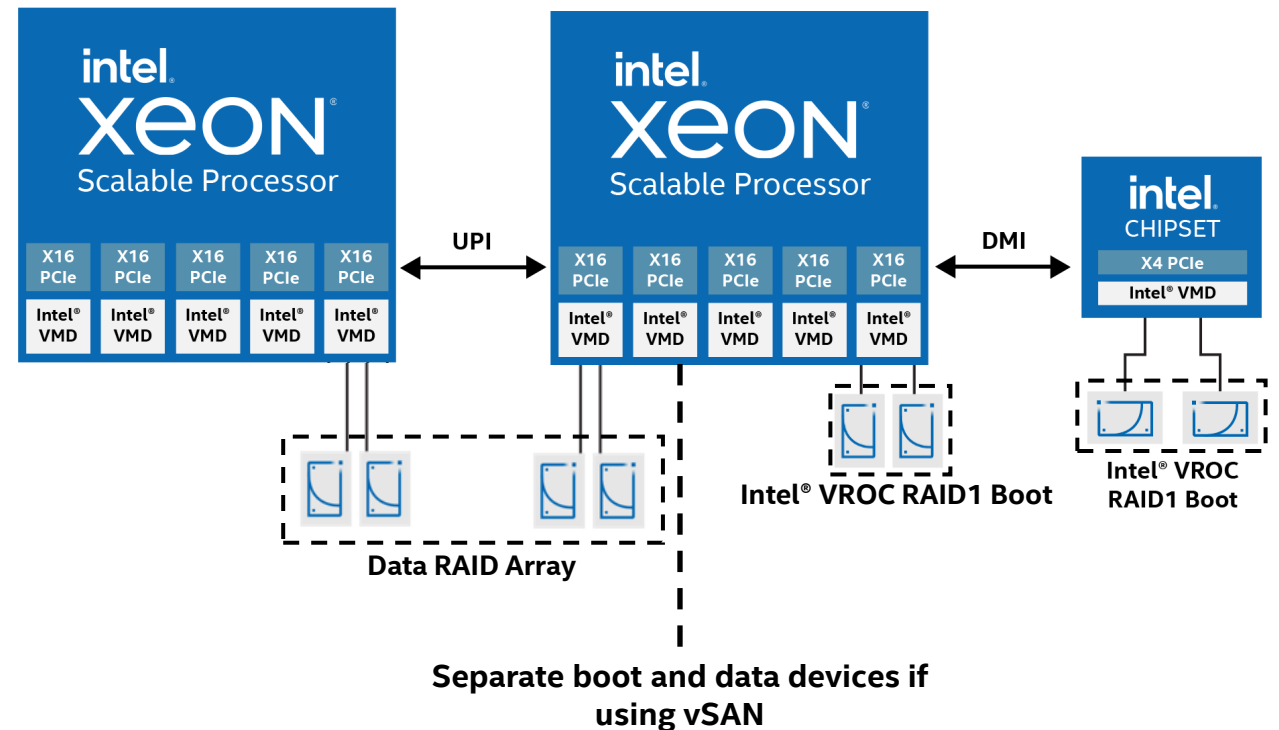 intel.
XEON®
Scalable Processor
X16 PCIe
X16 PCIe
X16 PCIe
X16 PCIe
X16 PCIe
Intel® VMD
Intel® VMD
Intel® VMD
Intel® VMD
Intel® VMD
UPI
intel.
XEON®
Scalable Processor
X16 PCIe
X16 PCIe
X16 PCIe
X16 PCIe
X16 PCIe
Intel® VMD
Intel® VMD
Intel® VMD
Intel® VMD
Intel® VMD
DMI
intel.
CHIPSET
X4 PCIe
Intel® VMD
Data RAID Array
Intel® VROC RAID1 Boot
Intel® VROC
RAID1 Boot
Separate boot and data devices if
using vSAN